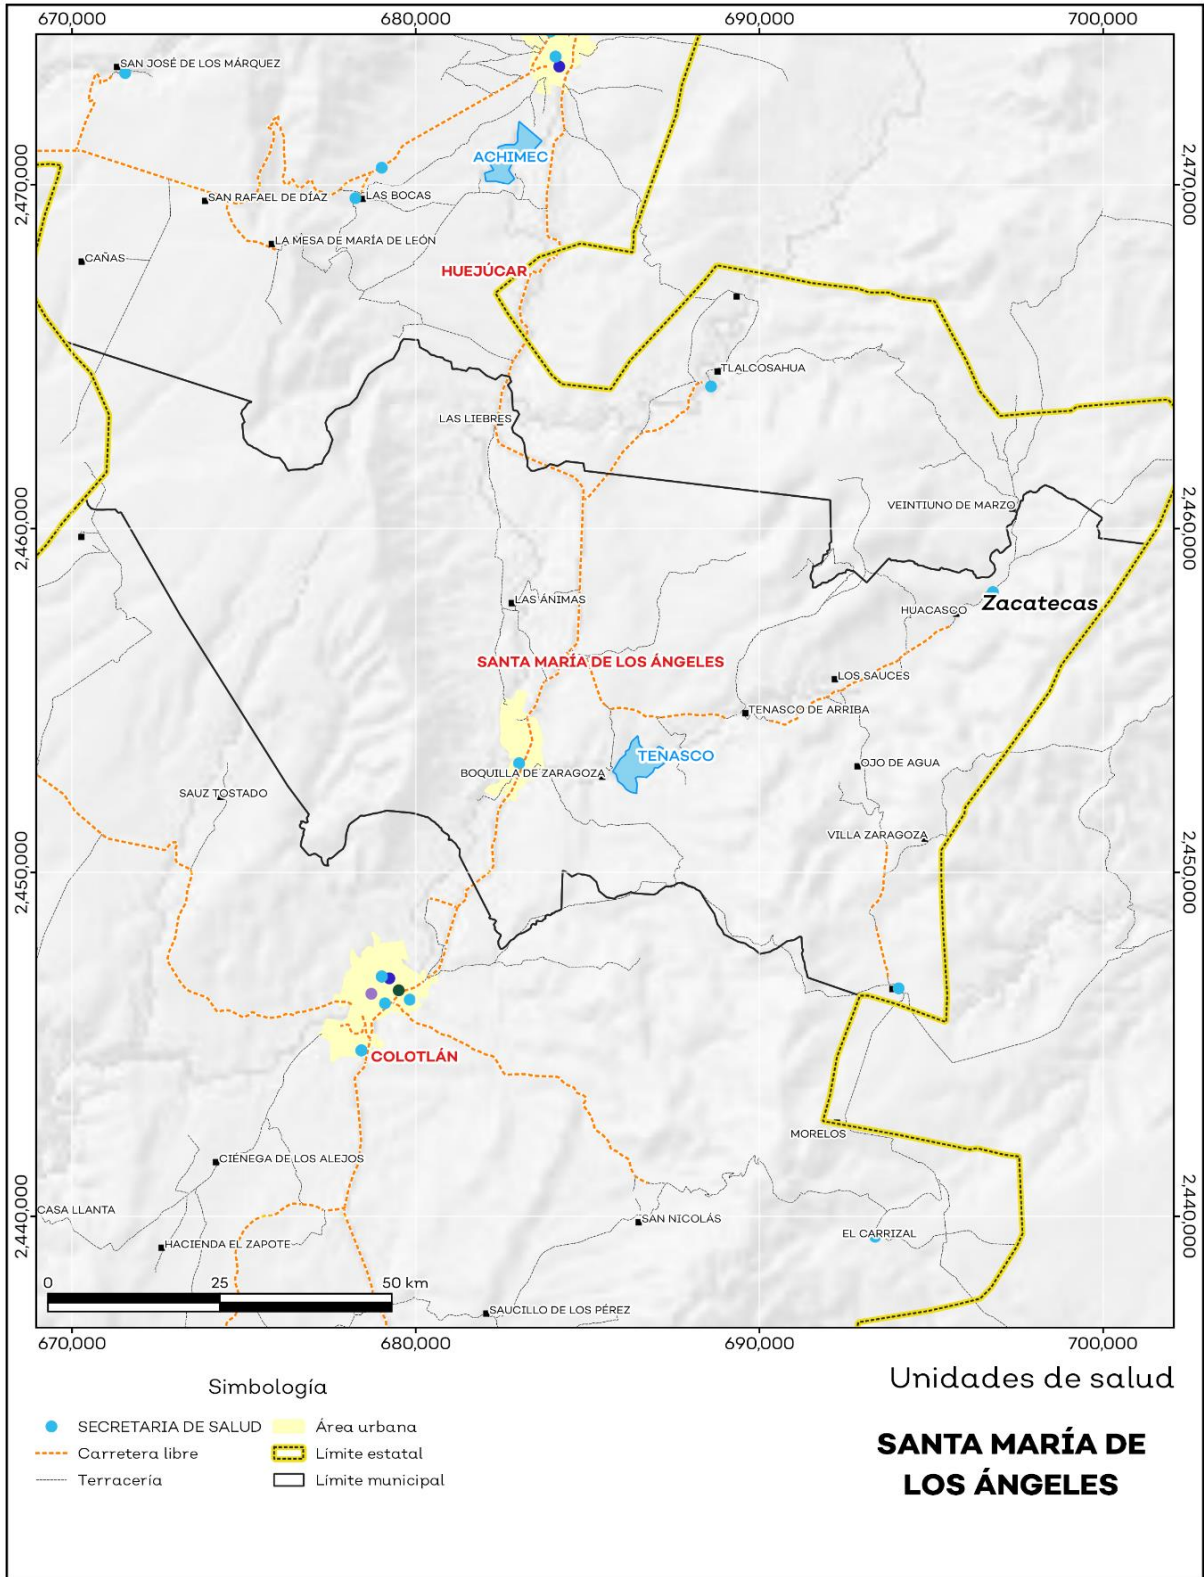 670,000
680,000
690,000
700,000
SAN JOSÉ DE LOS MÁRQUEZ
ACHIMEC
2,470,000
2,470,000
SAN RAFAEL DE DÍAZ
LAS BOCAS
LA MESA DE MARÍA DE LEÓN
CAÑAS
HUEJÚCAR
TLALCOSAHUA
LAS LIEBRES
VEINTIUNO DE MARZO
2,460,000
2,460,000
LAS ÁNIMAS
Zacatecas
HUACASCO
SANTA MARÍA DE LOS ÁNGELES
LOS SAUCES
TENASCO DE ARRIBA
TENASCO
OJO DE AGUA
BOQUILLA DE ZARAGOZA
SAUZ TOSTADO
VILLA ZARAGOZA
2,450,000
2,450,000
COLOTLÁN
MORELOS
CIÉNEGA DE LOS ALEJOS
CASA LLANTA
2,440,000
2,440,000
SAN NICOLÁS
EL CARRIZAL
HACIENDA EL ZAPOTE
0
25
50 km
SAUCILLO DE LOS PÉREZ
670,000
680,000
690,000
700,000
Simbología
SECRETARIA DE SALUD
Carretera libre
Terracería
Área urbana
Límite estatal
Límite municipal
Unidades de salud
SANTA MARÍA DE
LOS ÁNGELES